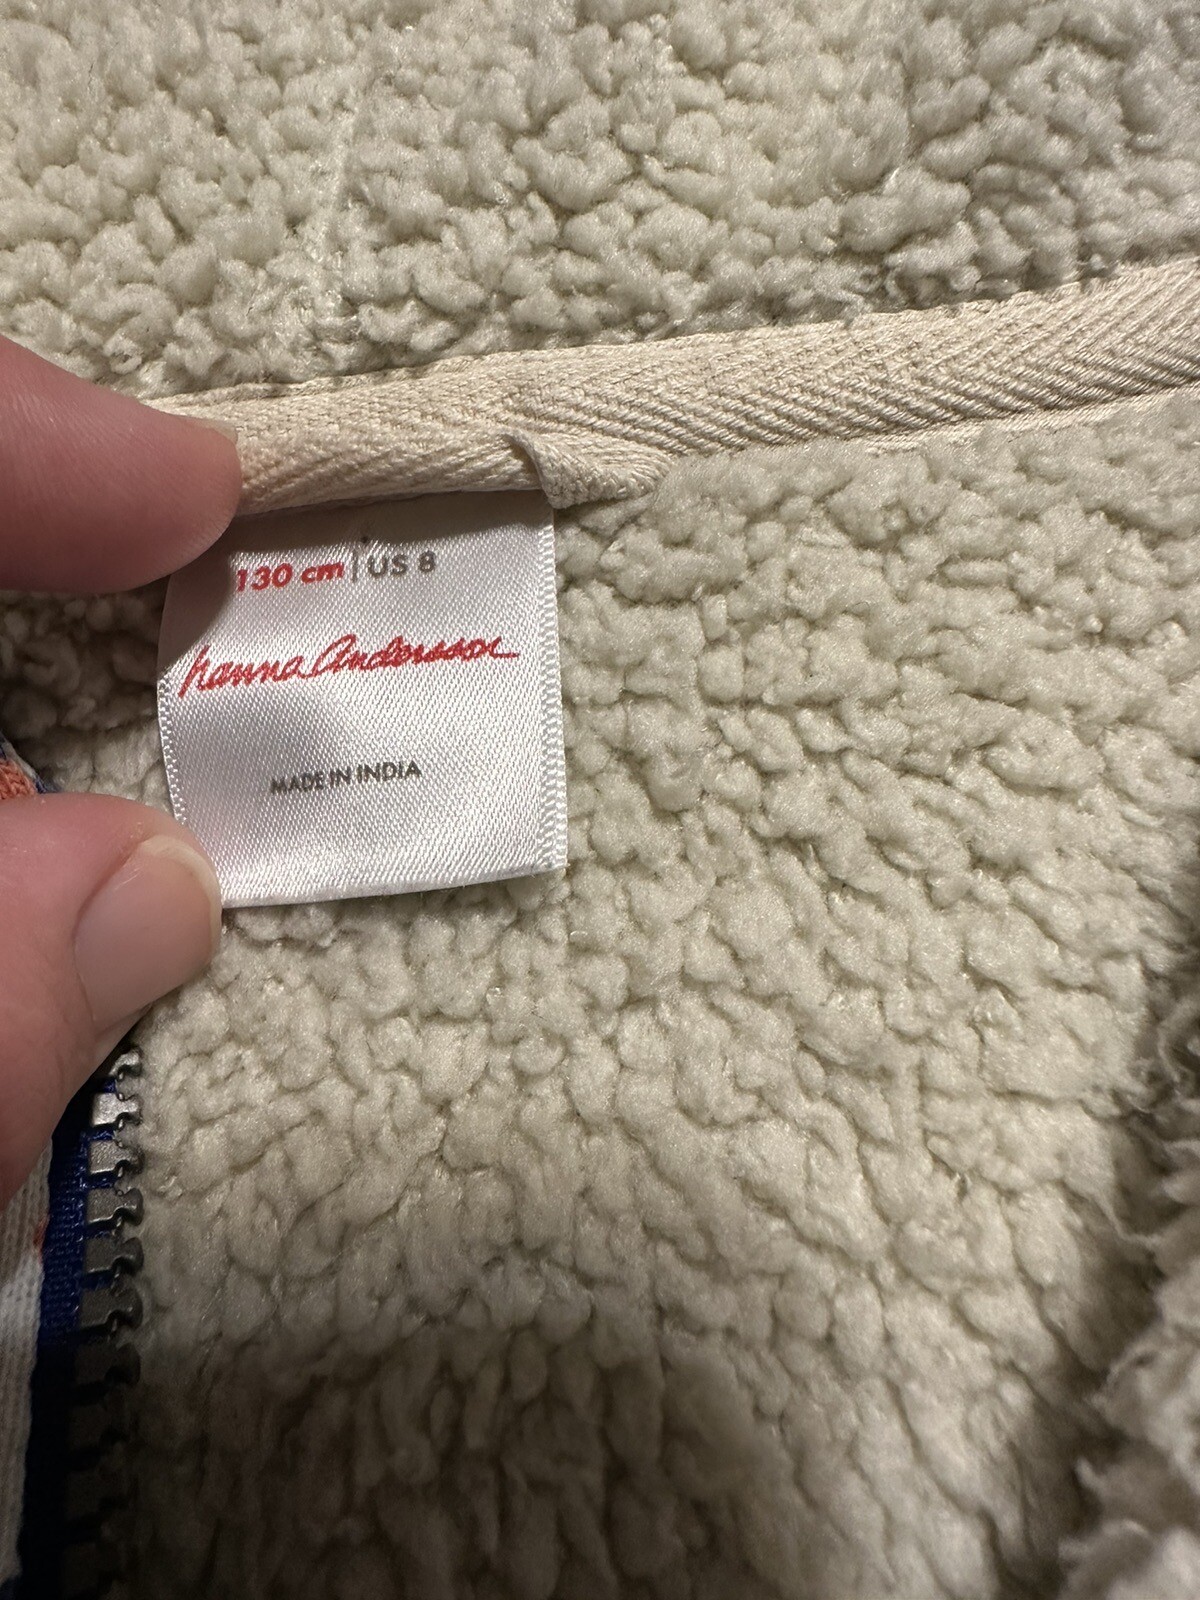 130 cm | US 8
hanna Andersson
MADE IN INDIA